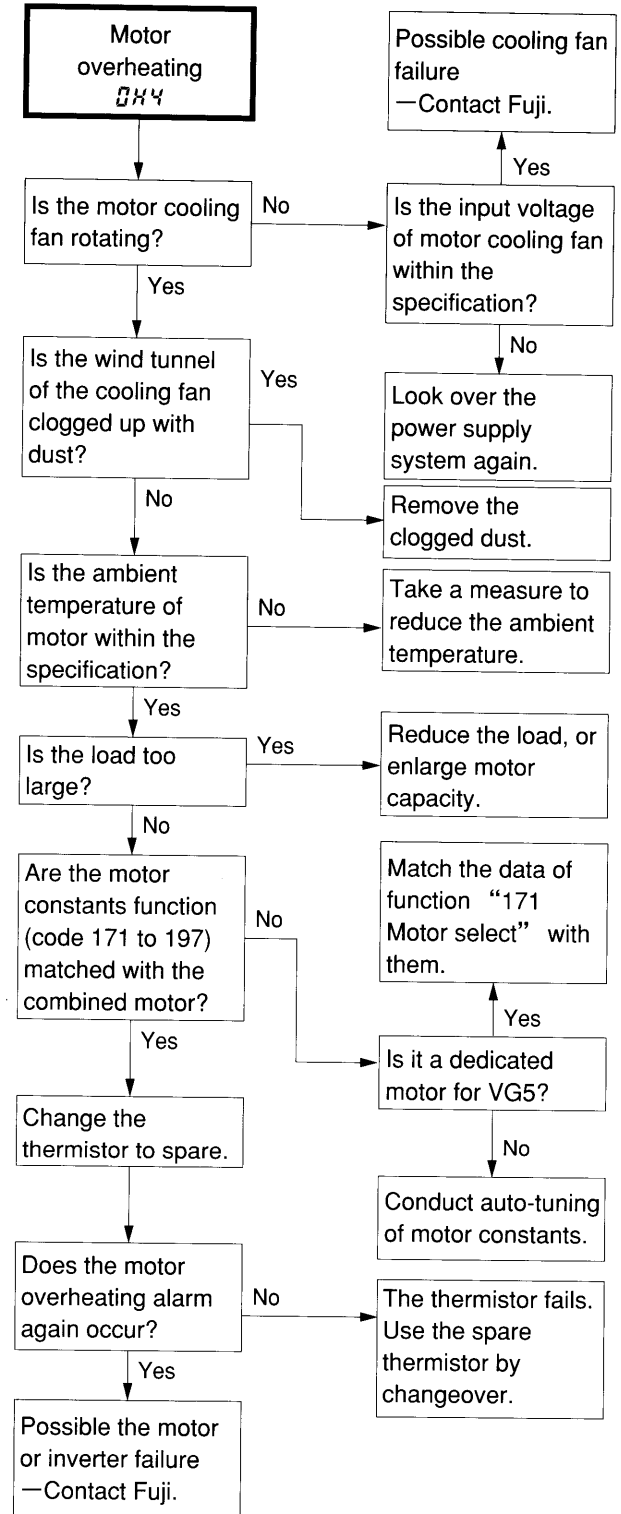 Motor
overheating
OH4
Possible cooling fan
failure
—Contact Fuji.
Yes
Is the motor cooling
fan rotating?
No
Is the input voltage
of motor cooling fan
within the
specification?
Yes
No
Is the wind tunnel
of the cooling fan
clogged up with
dust?
Yes
Look over the
power supply
system again.
No
Remove the
clogged dust.
Is the ambient
temperature of
motor within the
specification?
No
Take a measure to
reduce the ambient
temperature.
Yes
Is the load too
large?
Yes
Reduce the load, or
enlarge motor
capacity.
No
Are the motor
constants function
(code 171 to 197)
matched with the
combined motor?
No
Match the data of
function “171
Motor select” with
them.
Yes
Yes
Is it a dedicated
motor for VG5?
Change the
thermistor to spare.
No
Conduct auto-tuning
of motor constants.
Does the motor
overheating alarm
again occur?
No
The thermistor fails.
Use the spare
thermistor by
changeover.
Yes
Possible the motor
or inverter failure
—Contact Fuji.